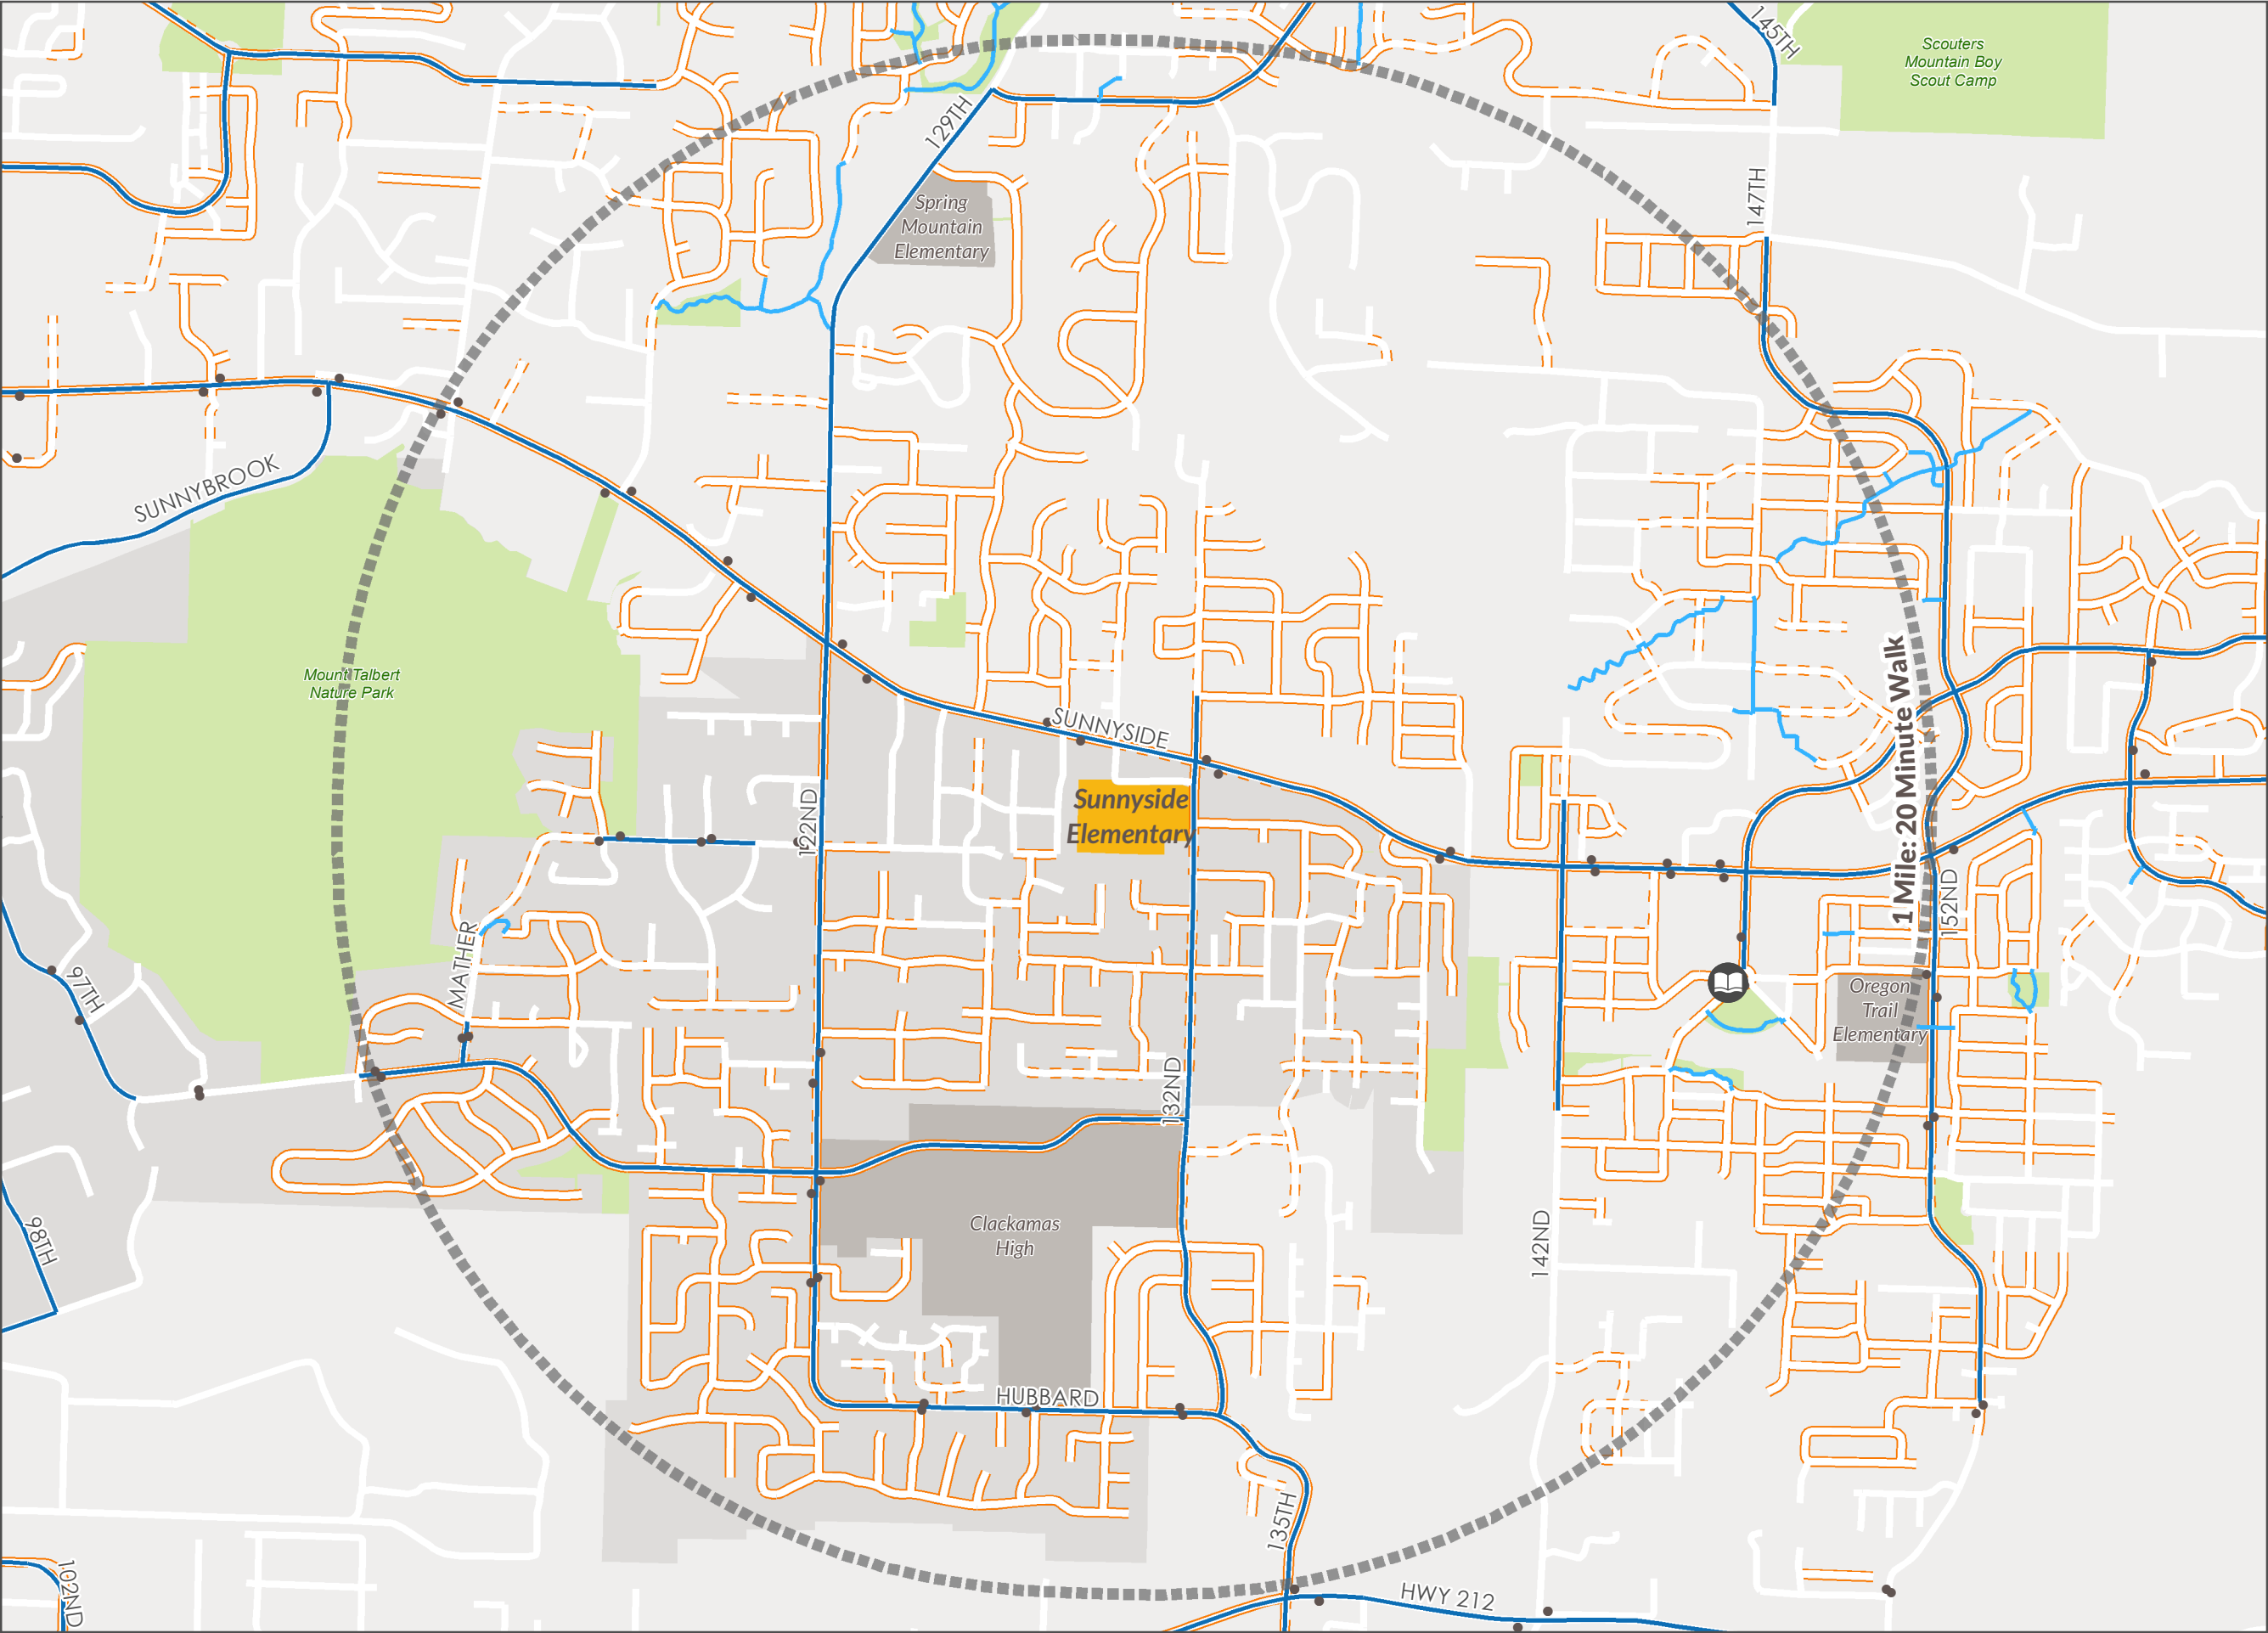 145TH
Scouters
Mountain Boy
Scout Camp
129TH
147TH
Spring
Mountain
Elementary
SUNNYBROOK
Mount Talbert
Nature Park
SUNNYSIDE
1 Mile: 20 Minute Walk
122ND
Sunnyside
Elementary
152ND
MATHER
97TH
Oregon
Trail
Elementary
132ND
98TH
Clackamas
High
142ND
HUBBARD
135TH
102ND
HWY 212